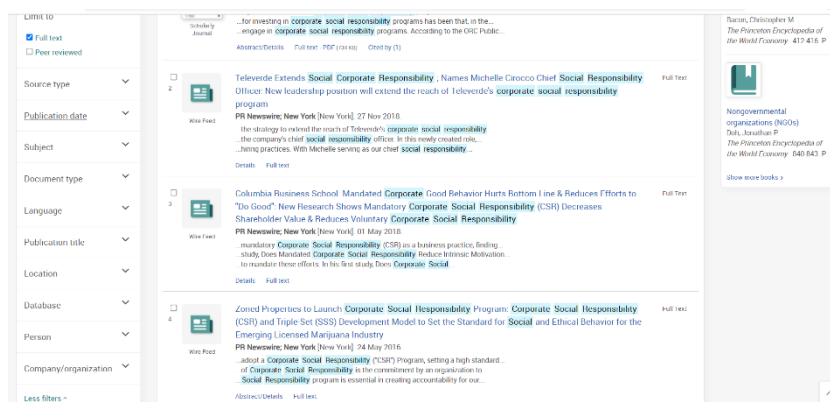 Limit to
Full text
Peer reviewed
Source type
Publication date
Subject
Document type
Language
Publication title
Location
Database
Person
Company/organization
Less filters
Scholarly
Journal
...for investing in corporate social responsibility programs has been that, in the...
...engage in corporate social responsibility programs. According to the ORC Public...
Abstract/Details Full text - PDF Cited by (3)
2
Wire Feed
Televerde Extends Social Corporate Responsibility ; Names Michelle Cirocco Chief Social Responsibility
Officer: New leadership position will extend the reach of Televerde's corporate social responsibility
program
PR Newswire; New York [New York]. 27 Nov 2018.
...the strategy to extend the reach of Televerde's corporate social responsibility
...the company's chief social responsibility officer. In this newly created role,...
...hiring practices. With Michelle serving as our chief social responsibility...
Details Full text
Full Text
3
Wire Feed
Columbia Business School: Mandated Corporate Good Behavior Hurts Bottom Line & Reduces Efforts to
"Do Good": New Research Shows Mandatory Corporate Social Responsibility (CSR) Decreases
Shareholder Value & Reduces Voluntary Corporate Social Responsibility
PR Newswire; New York [New York]. 01 May 2018.
...mandatory Corporate Social Responsibility (CSR) as a business practice, finding...
...study, Does Mandated Corporate Social Responsibility Reduce Intrinsic Motivation...
...to mandate these efforts. In his first study, Does Corporate Social...
Details Full text
Full Text
4
Wire Feed
Zoned Properties to Launch Corporate Social Responsibility Program: Corporate Social Responsibility
(CSR) and Triple-Set (SSS) Development Model to Set the Standard for Social and Ethical Behavior for the
Emerging Licensed Marijuana Industry
PR Newswire; New York [New York]. 24 May 2016.
...adopt a Corporate Social Responsibility ("CSR") Program, setting a high standard...
...of Corporate Social Responsibility is the commitment by an organization to
...Social Responsibility program is essential in creating accountability for our...
Abstract/Details Full text
Full Text
Bacon, Christopher M.
The Princeton Encyclopedia of
the World Economy 412-416. P
Nongovernmental
organizations (NGOs)
Doh, Jonathan P.
The Princeton Encyclopedia of
the World Economy 840-843. P
Show more books >